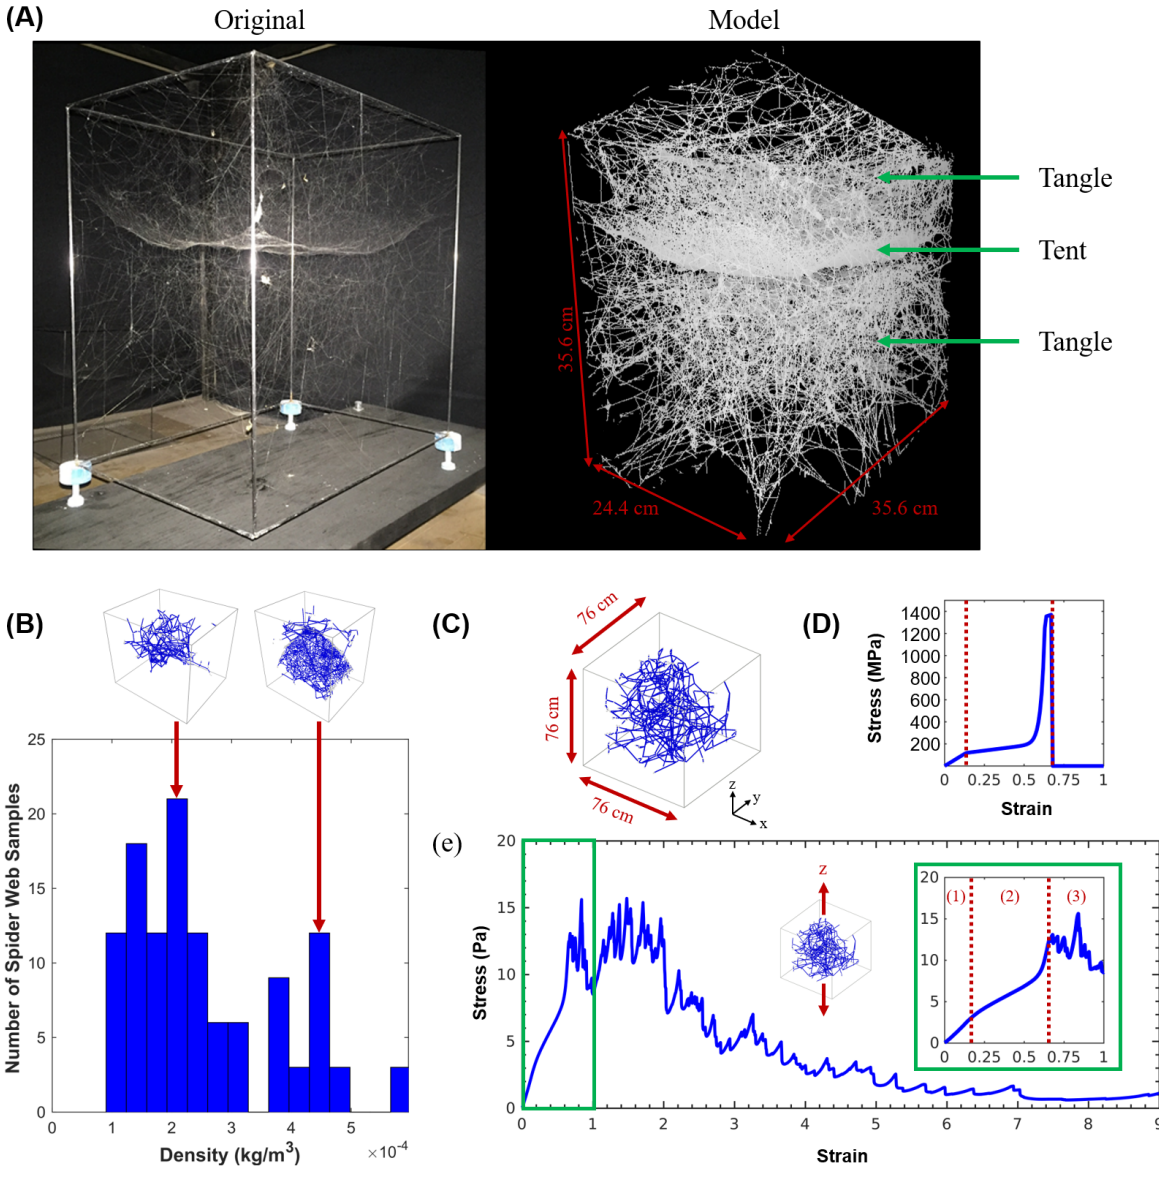 (A)
Original
Model
Tangle
Tent
Tangle
35.6 cm
24.4 cm
35.6 cm
(B)
25
20
15
10
5
0
Number of Spider Web Samples
0
1
2
3
4
5
×10-4
Density (kg/m3
)
(C)
76 cm
76 cm
76 cm
z
y
x
(D)
1400
1200
1000
800
600
400
200
Stress (MPa)
0
0.25
0.5
0.75
1
Strain
(e)
20
15
10
5
0
Stress (Pa)
0
1
2
3
4
5
6
7
8
9
Strain
z
20
15
10
5
0
(1)
(2)
(3)
0
0.25
0.5
0.75
1